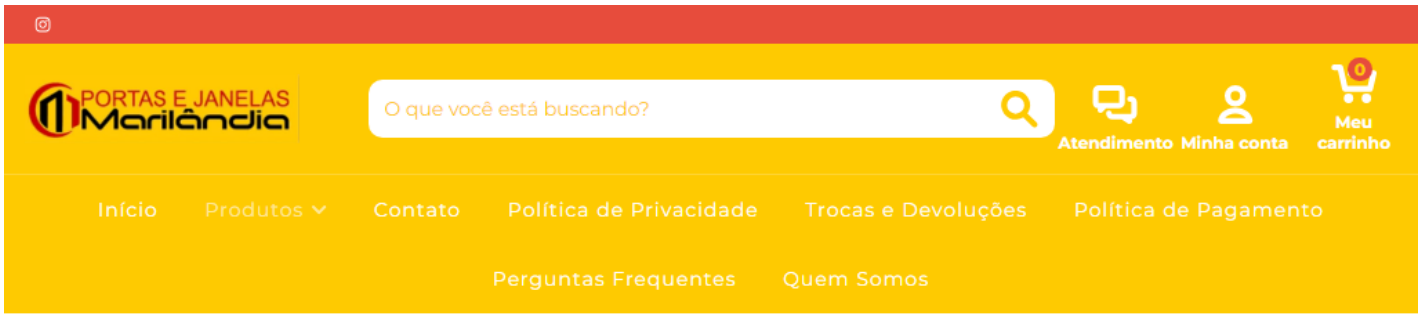 PORTAS E JANELAS
Marilândia
O que você está buscando?
Atendimento
Minha conta
0
Meu
carrinho
Início Produtos Contato Política de Privacidade Trocas e Devoluções Política de Pagamento
Perguntas Frequentes Quem Somos